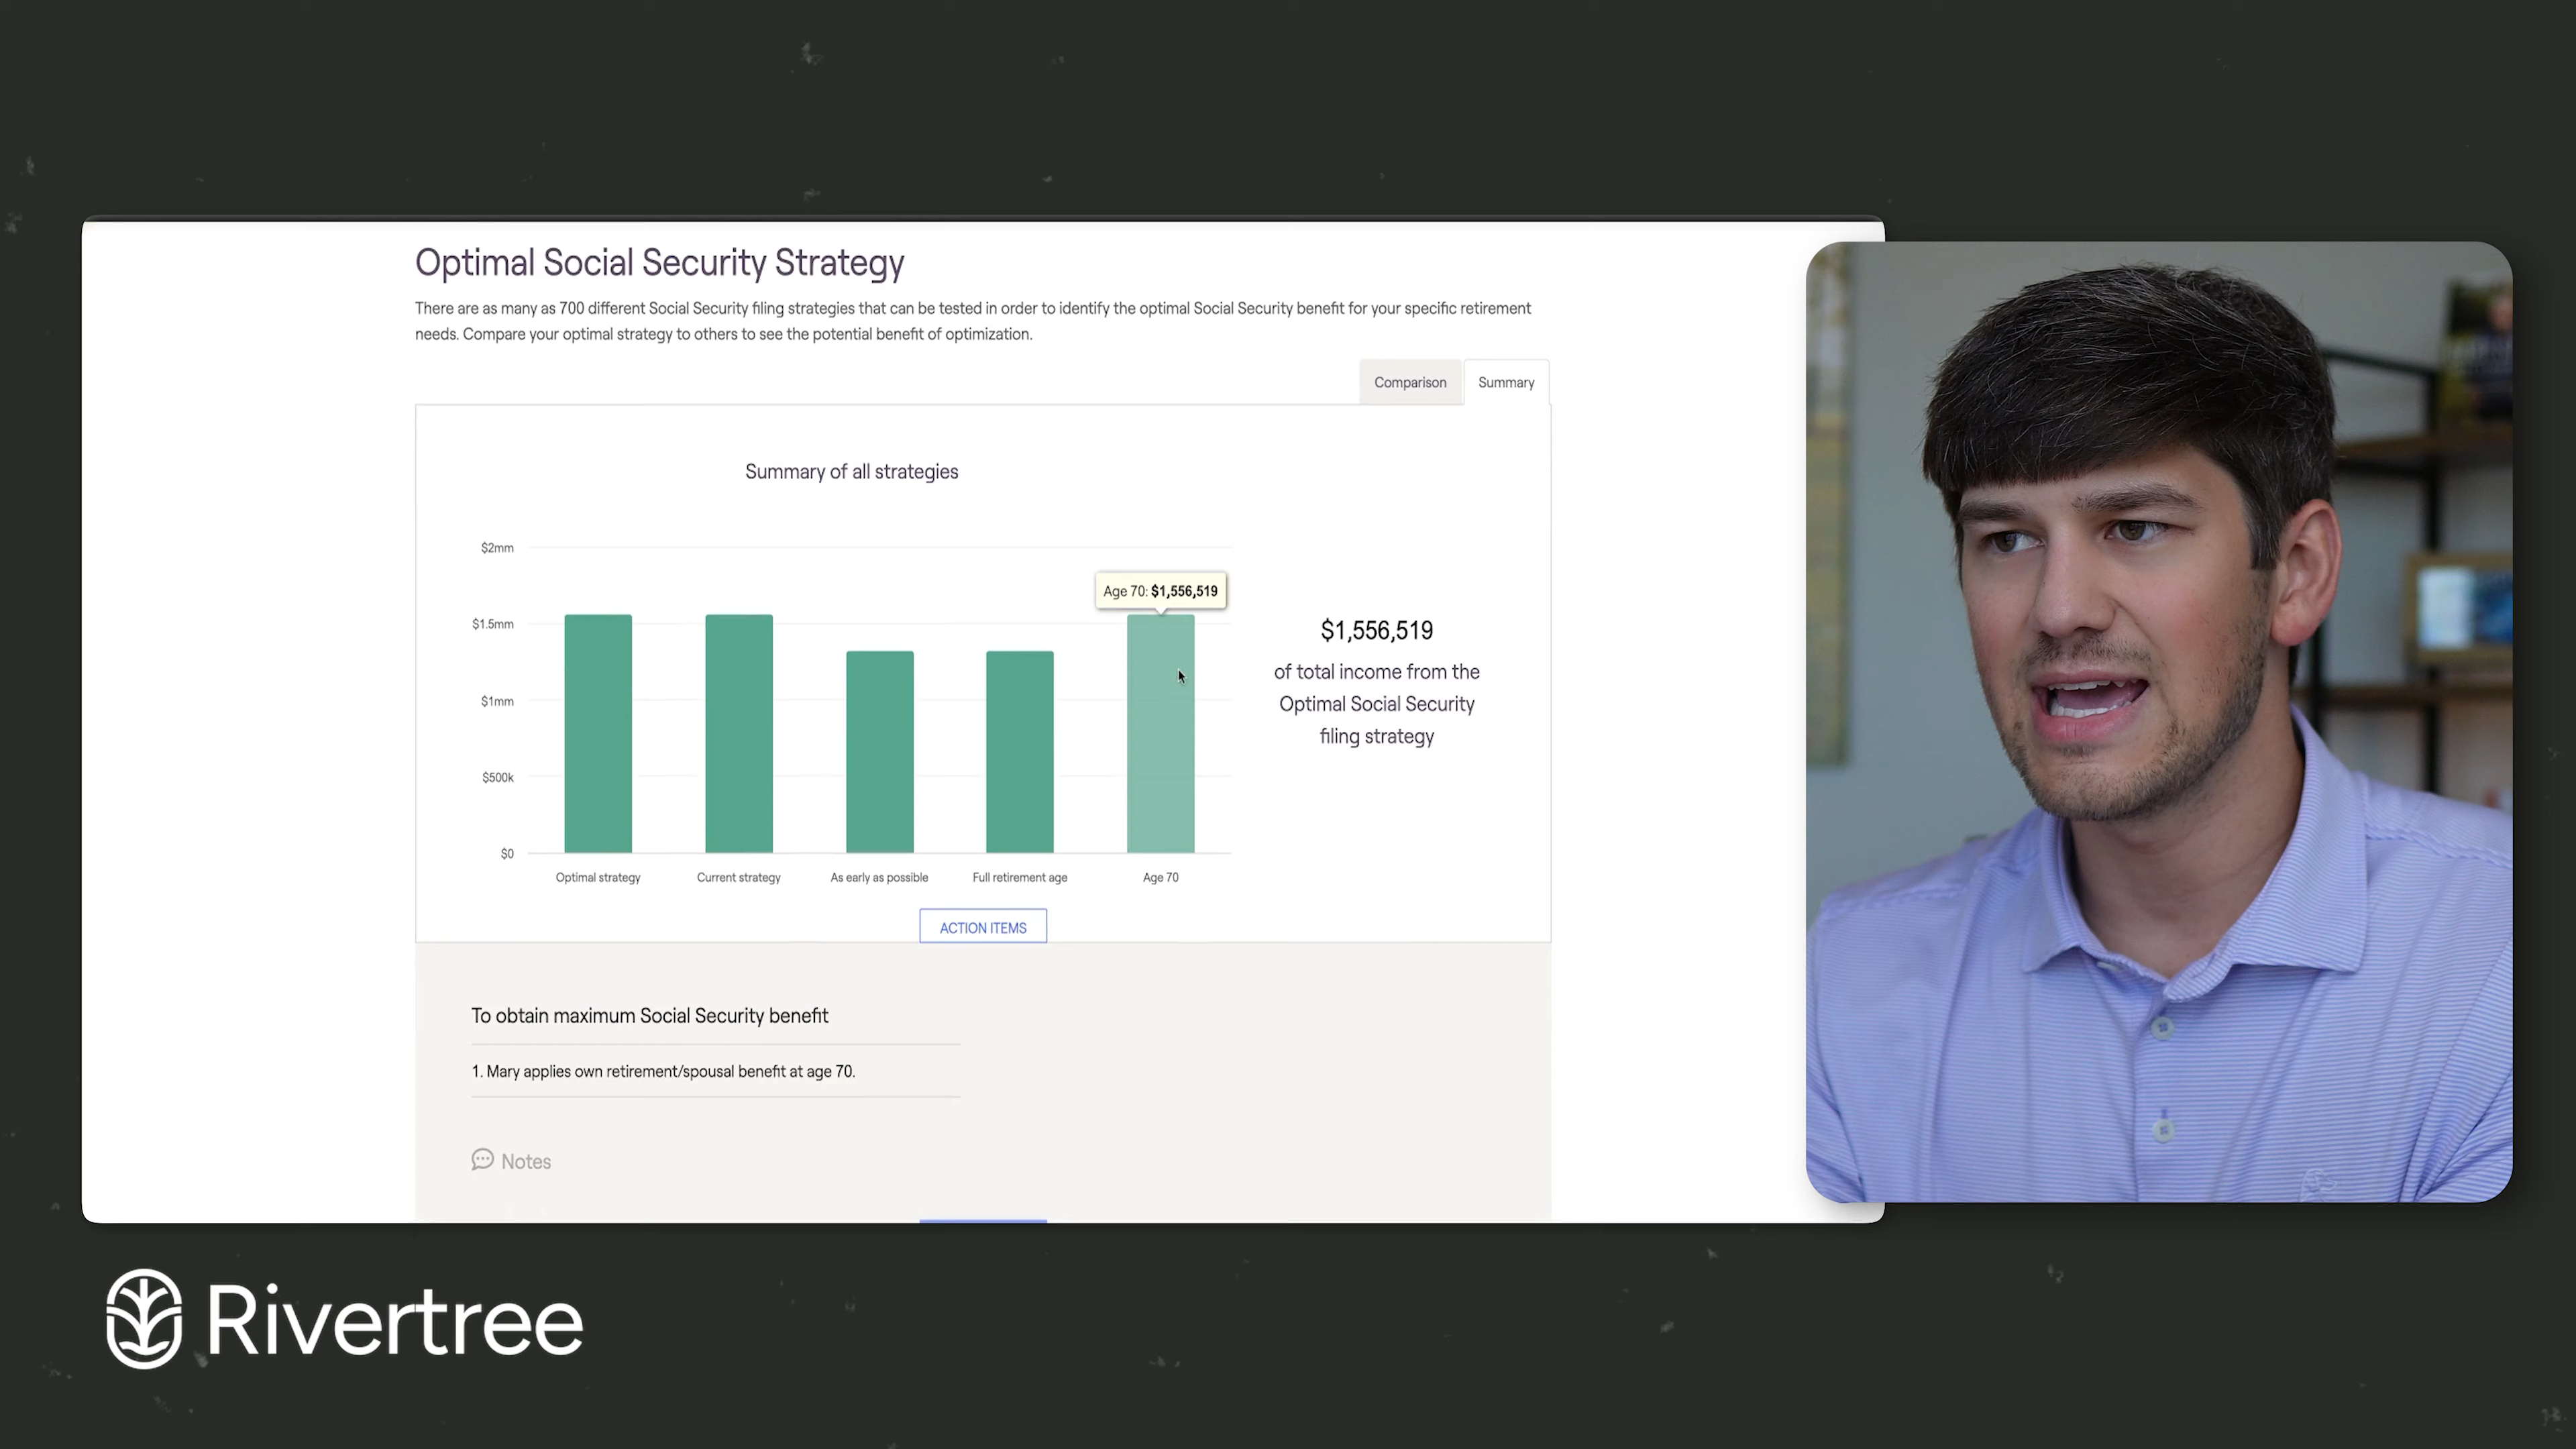 Optimal Social Security Strategy
There are as many as 700 different Social Security filing strategies that can be tested in order to identify the optimal Social Security benefit for your specific retirement
needs. Compare your optimal strategy to others to see the potential benefit of optimization.
Comparison
Summary
Summary of all strategies
$2mm
$1.5mm
$1mm
$500k
$0
Age 70: $1,556,519
Optimal strategy
Current strategy
As early as possible
Full retirement age
Age 70
$1,556,519
of total income from the
Optimal Social Security
filing strategy
ACTION ITEMS
To obtain maximum Social Security benefit
1. Mary applies own retirement/spousal benefit at age 70.
Notes
Rivertree